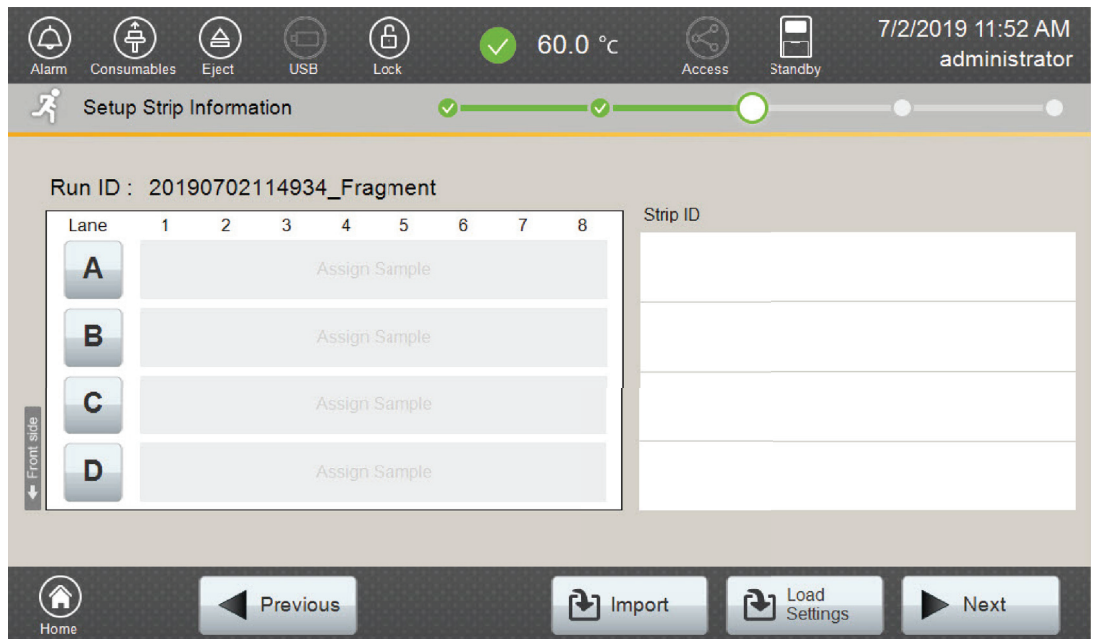 7/2/2019 11:52 AM
60.0 °c
administrator
Alarm Consumables Eject USB Lock Access Standby
Setup Strip Information
Run ID : 20190702114934_Fragment
Strip ID
Lane 1 2 3 4 5 6 7 8
A Assign Sample
B Assign Sample
C Assign Sample
D Assign Sample
Front side
Previous Import Load Settings Next
Home